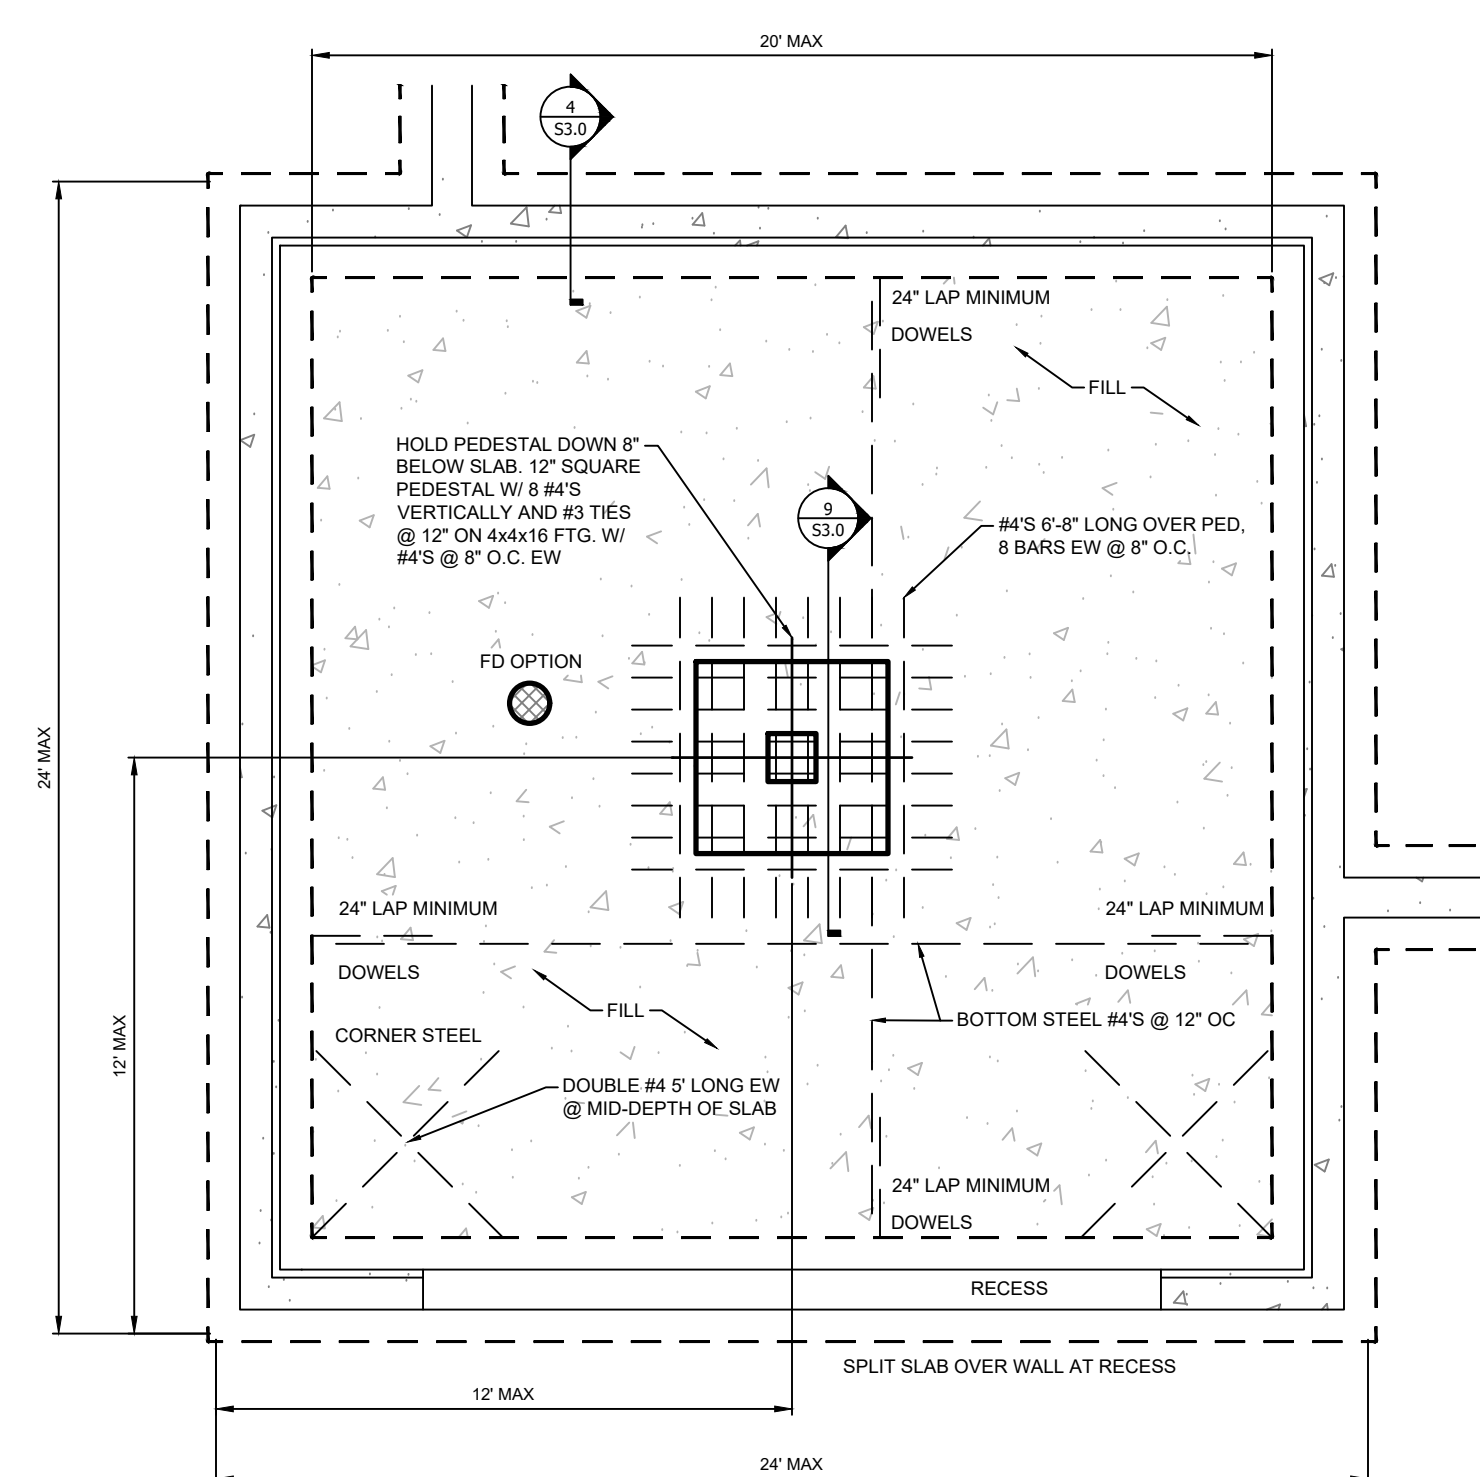 20' MAX
4
S3.0
24" LAP MINIMUM
DOWELS
FILL
HOLD PEDESTAL DOWN 8"
BELOW SLAB. 12" SQUARE
PEDESTAL W/ 8 #4'S
VERTICALLY AND #3 TIES
@ 12" ON 4x4x16 FTG. W/
#4'S @ 8" O.C. EW
9
S3.0
#4'S 6'-8" LONG OVER PED,
8 BARS EW @ 8" O.C.
FD OPTION
24' MAX
24" LAP MINIMUM
24" LAP MINIMUM
DOWELS
DOWELS
FILL
BOTTOM STEEL #4'S @ 12" OC
CORNER STEEL
12' MAX
DOUBLE #4 5' LONG EW
@ MID-DEPTH OF SLAB
24" LAP MINIMUM
DOWELS
RECESS
SPLIT SLAB OVER WALL AT RECESS
12' MAX
24' MAX